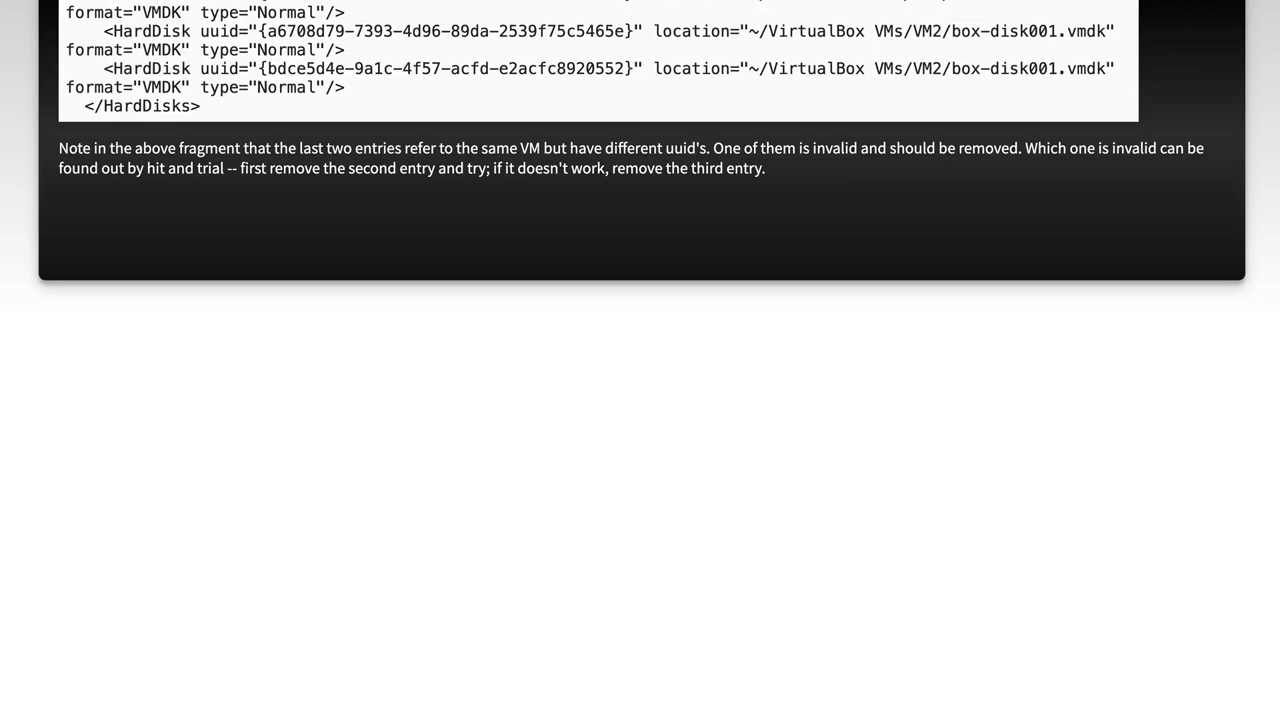 format="VMDK" type="Normal"/>
<HardDisk uuid="{a6708d79-7393-4d96-89da-2539f75c5465e}" location="~/VirtualBox VMs/VM2/box-disk001.vmdk"
format="VMDK" type="Normal"/>
<HardDisk uuid="{bdce5d4e-9a1c-4f57-acfd-e2acfc8920552}" location="~/VirtualBox VMs/VM2/box-disk001.vmdk"
format="VMDK" type="Normal"/>
</HardDisks>
Note in the above fragment that the last two entries refer to the same VM but have different uuid's. One of them is invalid and should be removed. Which one is invalid can be
found out by hit and trial -- first remove the second entry and try; if it doesn't work, remove the third entry.